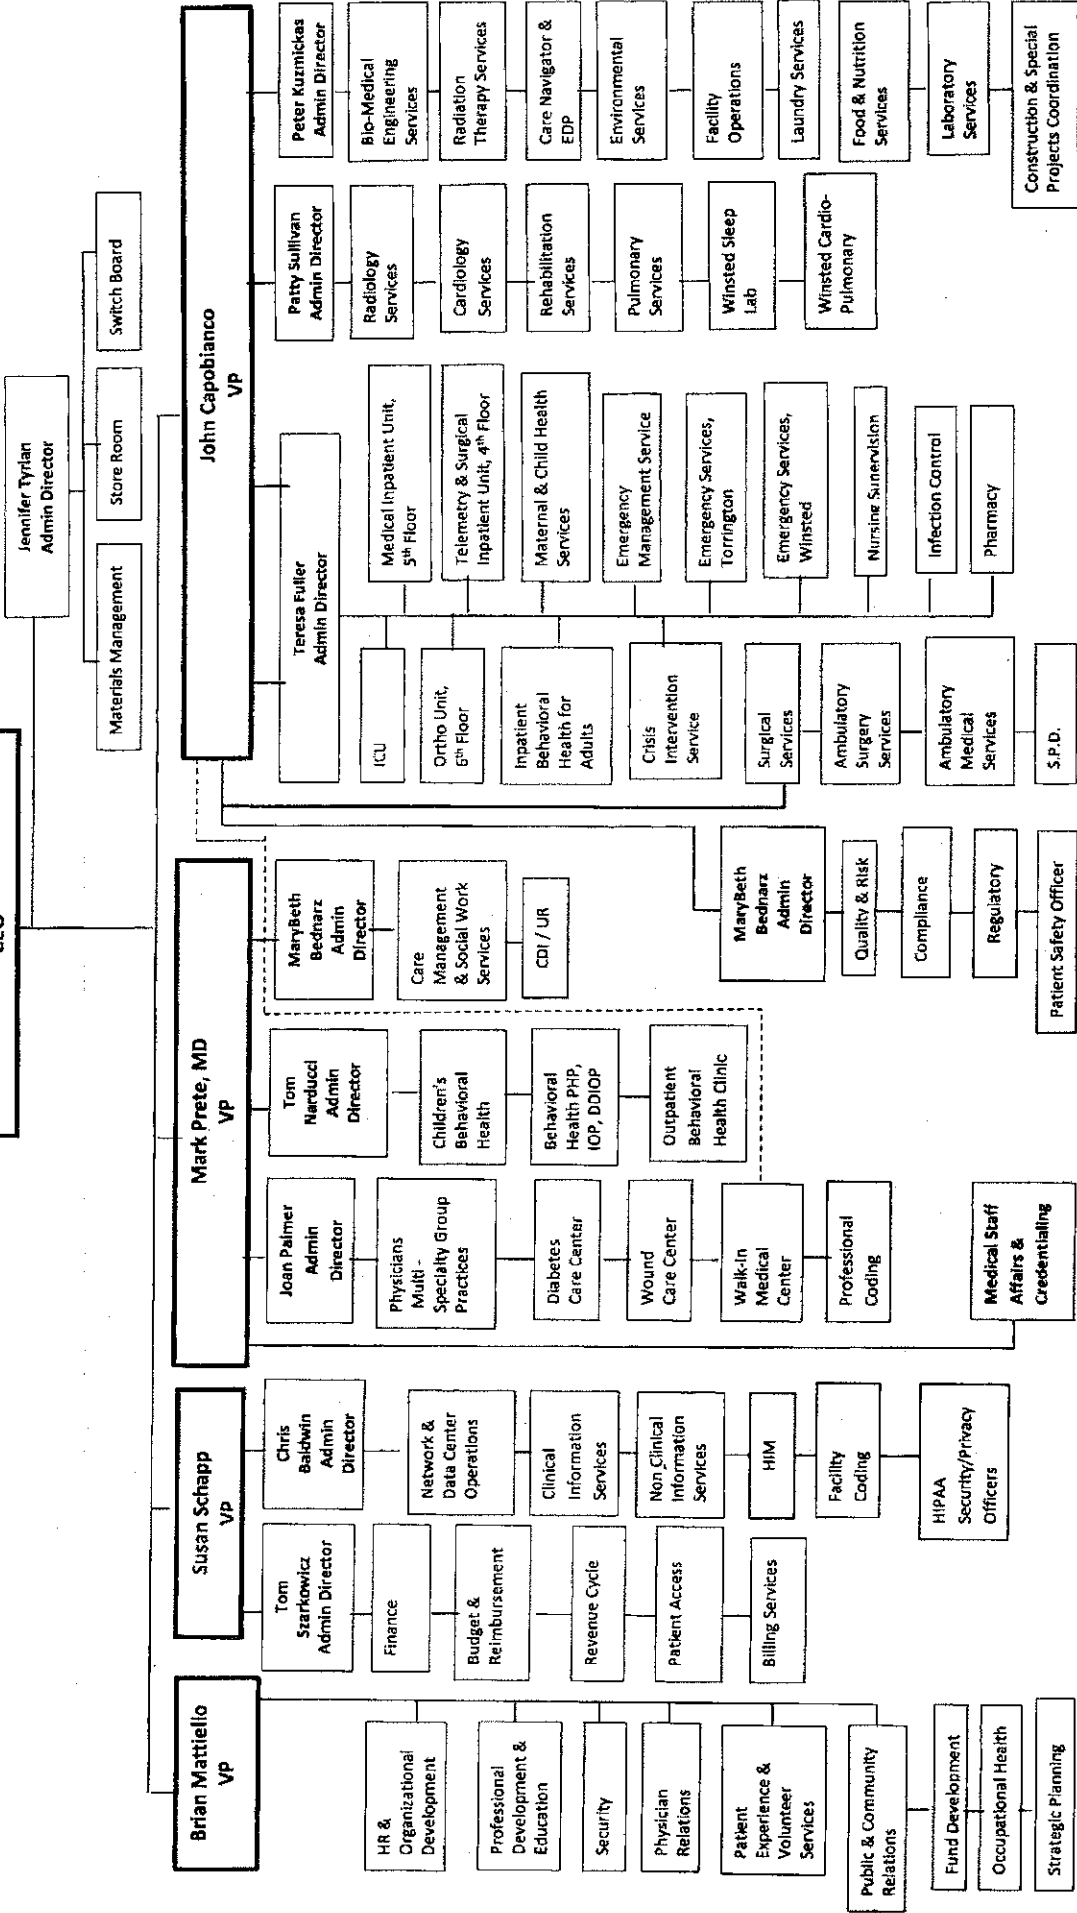 CEO
Jennifer Tyrlan
Admin Director
Materials Management
Store Room
Switch Board
Brian Mattiello
VP
HR &
Organizational
Development
Professional
Development &
Education
Security
Physician
Relations
Patient
Experience &
Volunteer
Services
Public & Community
Relations
Fund Development
Occupational Health
Strategic Planning
Susan Schapp
VP
Tom
Szarkowicz
Admin Director
Finance
Budget &
Reimbursement
Revenue Cycle
Patient Access
Billing Services
Chris
Baldwin Admin
Director
Network &
Data Center
Operations
Clinical
Information
Services
Non Clinical
Information
Services
HIM
Facility
Coding
HIPAA
Security/Privacy
Officers
Mark Prete, MD
VP
Joan Palmer
Admin
Director
Physicians
Multi-
Specialty Group
Practices
Diabetes
Care Center
Wound
Care Center
Walk-In
Medical
Center
Professional
Coding
Medical Staff
Affairs &
Credentialing
Tom
Narducci
Admin
Director
Children's
Behavioral
Health
Behavioral
Health PHP,
IOP, DDIOP
Outpatient
Behavioral
Health Clinic
MaryBeth
Bednarz
Admin
Director
Care
Management
& Social Work
Services
CDI / UR
John Capobianco
VP
MaryBeth
Bednarz
Admin
Director
Quality & Risk
Compliance
Regulatory
Patient Safety Officer
Teresa Fuller
Admin Director
ICU
Ortho Unit,
6th Floor
Inpatient
Behavioral
Health for
Adults
Crisis
Intervention
Service
Surgical
Services
Ambulatory
Surgery
Services
Ambulatory
Medical
Services
S.P.D.
Medical Inpatient Unit,
5th Floor
Telemetry & Surgical
Inpatient Unit, 4th Floor
Maternal & Child Health
Services
Emergency
Management Service
Emergency Services,
Torrington
Emergency Services,
Winsted
Nursing Supervision
Infection Control
Pharmacy
Patty Sullivan
Admin Director
Radiology
Services
Cardiology
Services
Rehabilitation
Services
Pulmonary
Services
Winsted Sleep
Lab
Winsted Cardio-
Pulmonary
Peter Kuzmickas
Admin Director
Bio-Medical
Engineering
Services
Radiation
Therapy Services
Care Navigator &
EDP
Environmental
Services
Facility
Operations
Laundry Services
Food & Nutrition
Services
Laboratory
Services
Construction & Special
Projects Coordination